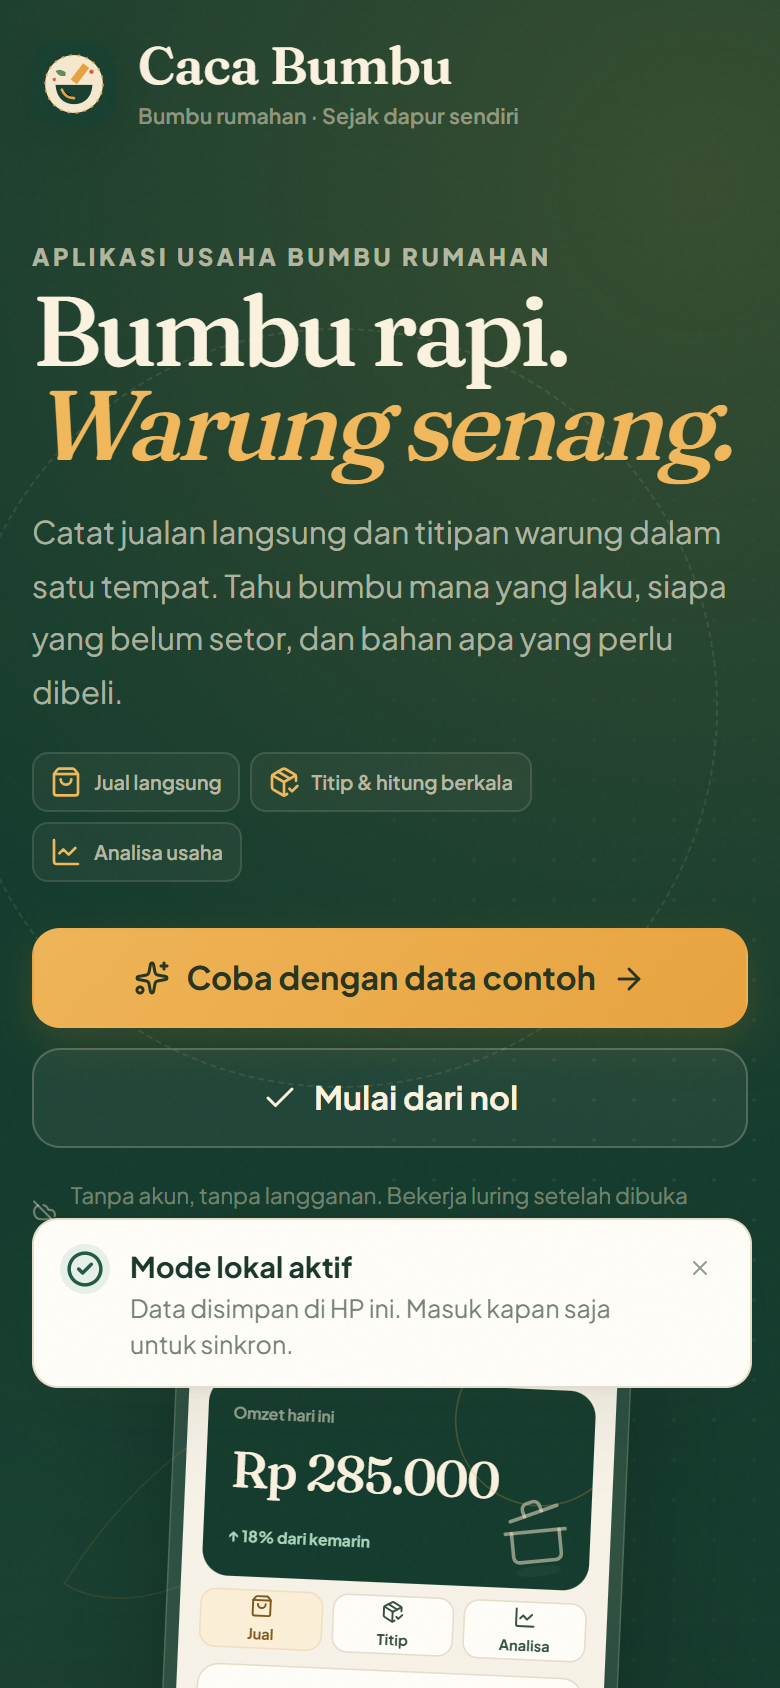 Caca Bumbu
Bumbu rumahan · Sejak dapur sendiri
APLIKASI USAHA BUMBU RUMAHAN
Bumbu rapi.
Warung senang.
Catat jualan langsung dan titipan warung dalam
satu tempat. Tahu bumbu mana yang laku, siapa
yang belum setor, dan bahan apa yang perlu
dibeli.
Jual langsung
Titip & hitung berkala
Analisa usaha
Coba dengan data contoh
Mulai dari nol
Tanpa akun, tanpa langganan. Bekerja luring setelah dibuka
Mode lokal aktif
Data disimpan di HP ini. Masuk kapan saja
untuk sinkron.
Omzet hari ini
Rp 285.000
↑ 18% dari kemarin
Jual
Titip
Analisa